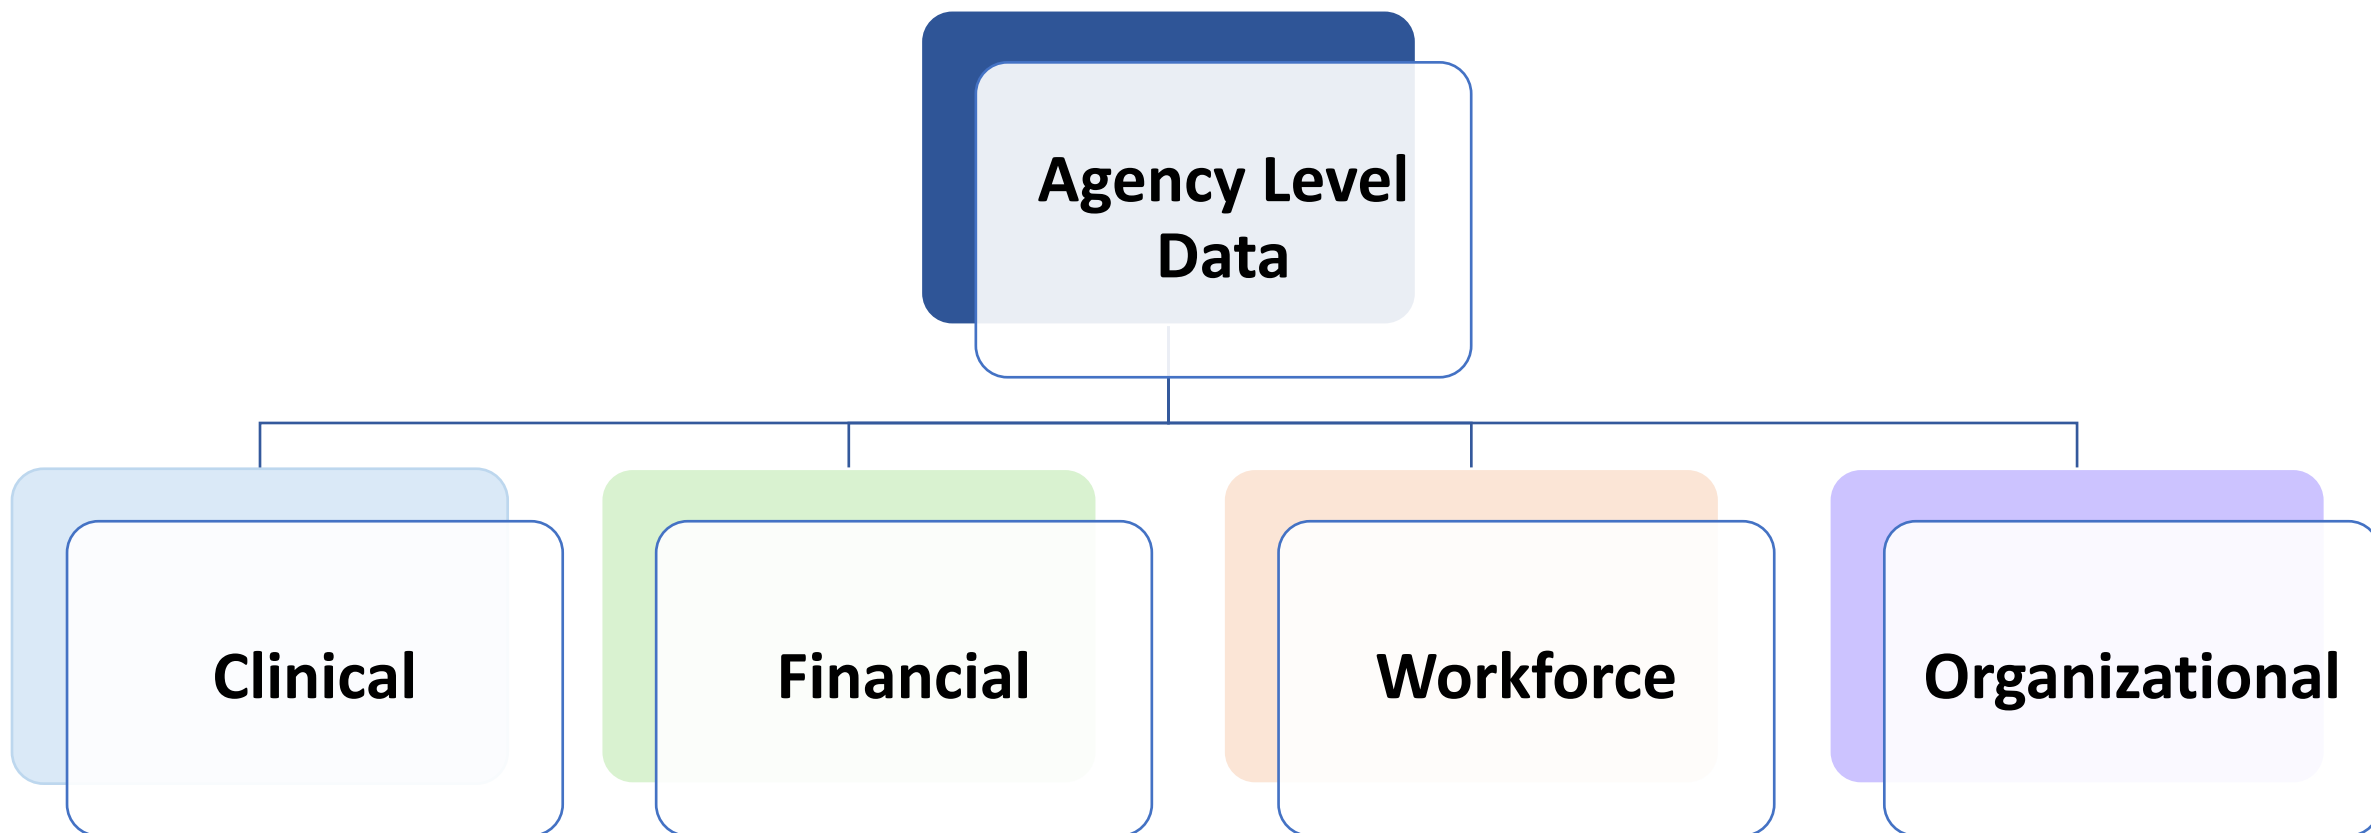 Agency Level
Data
Clinical
Financial
Workforce
Organizational